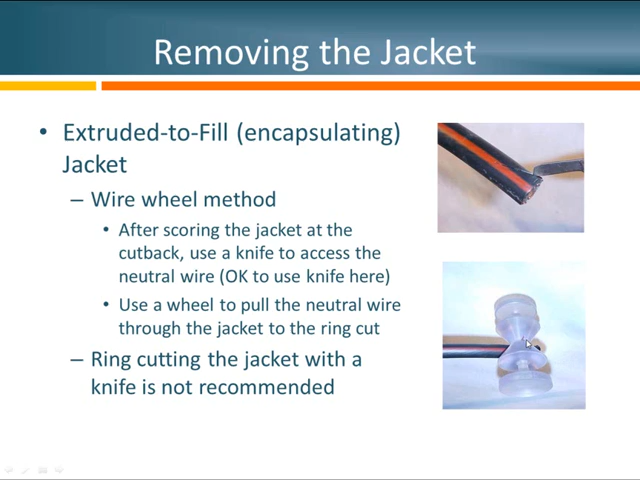 Removing the Jacket
• Extruded-to-Fill (encapsulating)
Jacket
– Wire wheel method
• After scoring the jacket at the
cutback, use a knife to access the
neutral wire (OK to use knife here)
• Use a wheel to pull the neutral wire
through the jacket to the ring cut
– Ring cutting the jacket with a
knife is not recommended